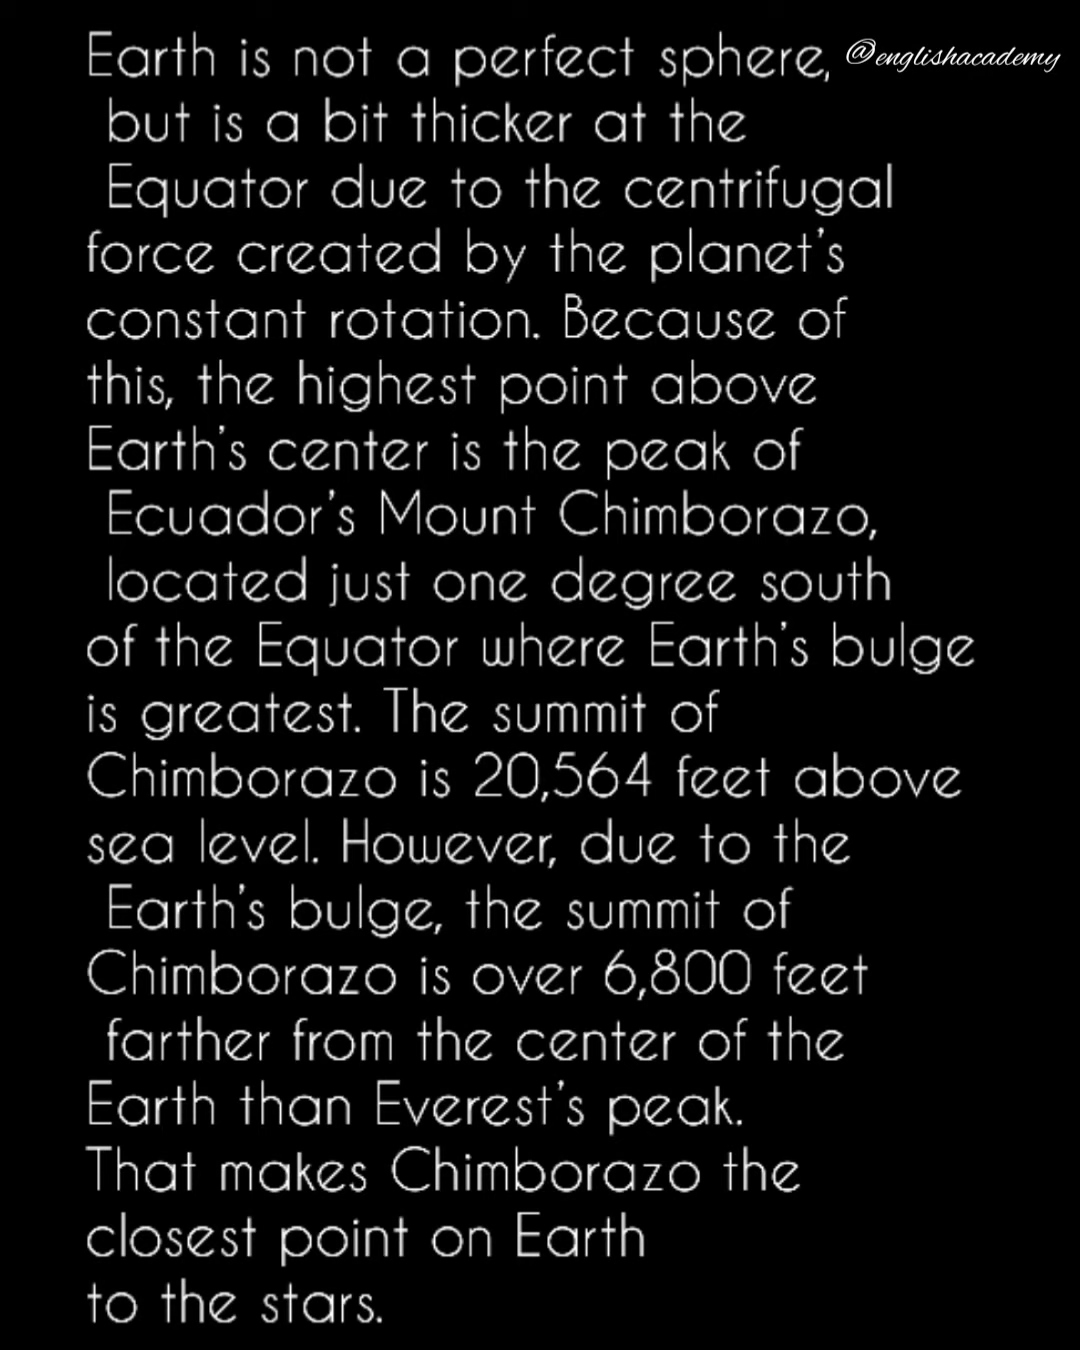 Earth is not a perfect sphere, @englishacademy
but is a bit thicker at the
Equator due to the centrifugal
force created by the planet's
constant rotation. Because of
this, the highest point above
Earth's center is the peak of
Ecuador's Mount Chimborazo,
located just one degree south
of the Equator where Earth's bulge
is greatest. The summit of
Chimborazo is 20,564 feet above
sea level. However, due to the
Earth's bulge, the summit of
Chimborazo is over 6,800 feet
farther from the center of the
Earth than Everest's peak.
That makes Chimborazo the
closest point on Earth
to the stars.